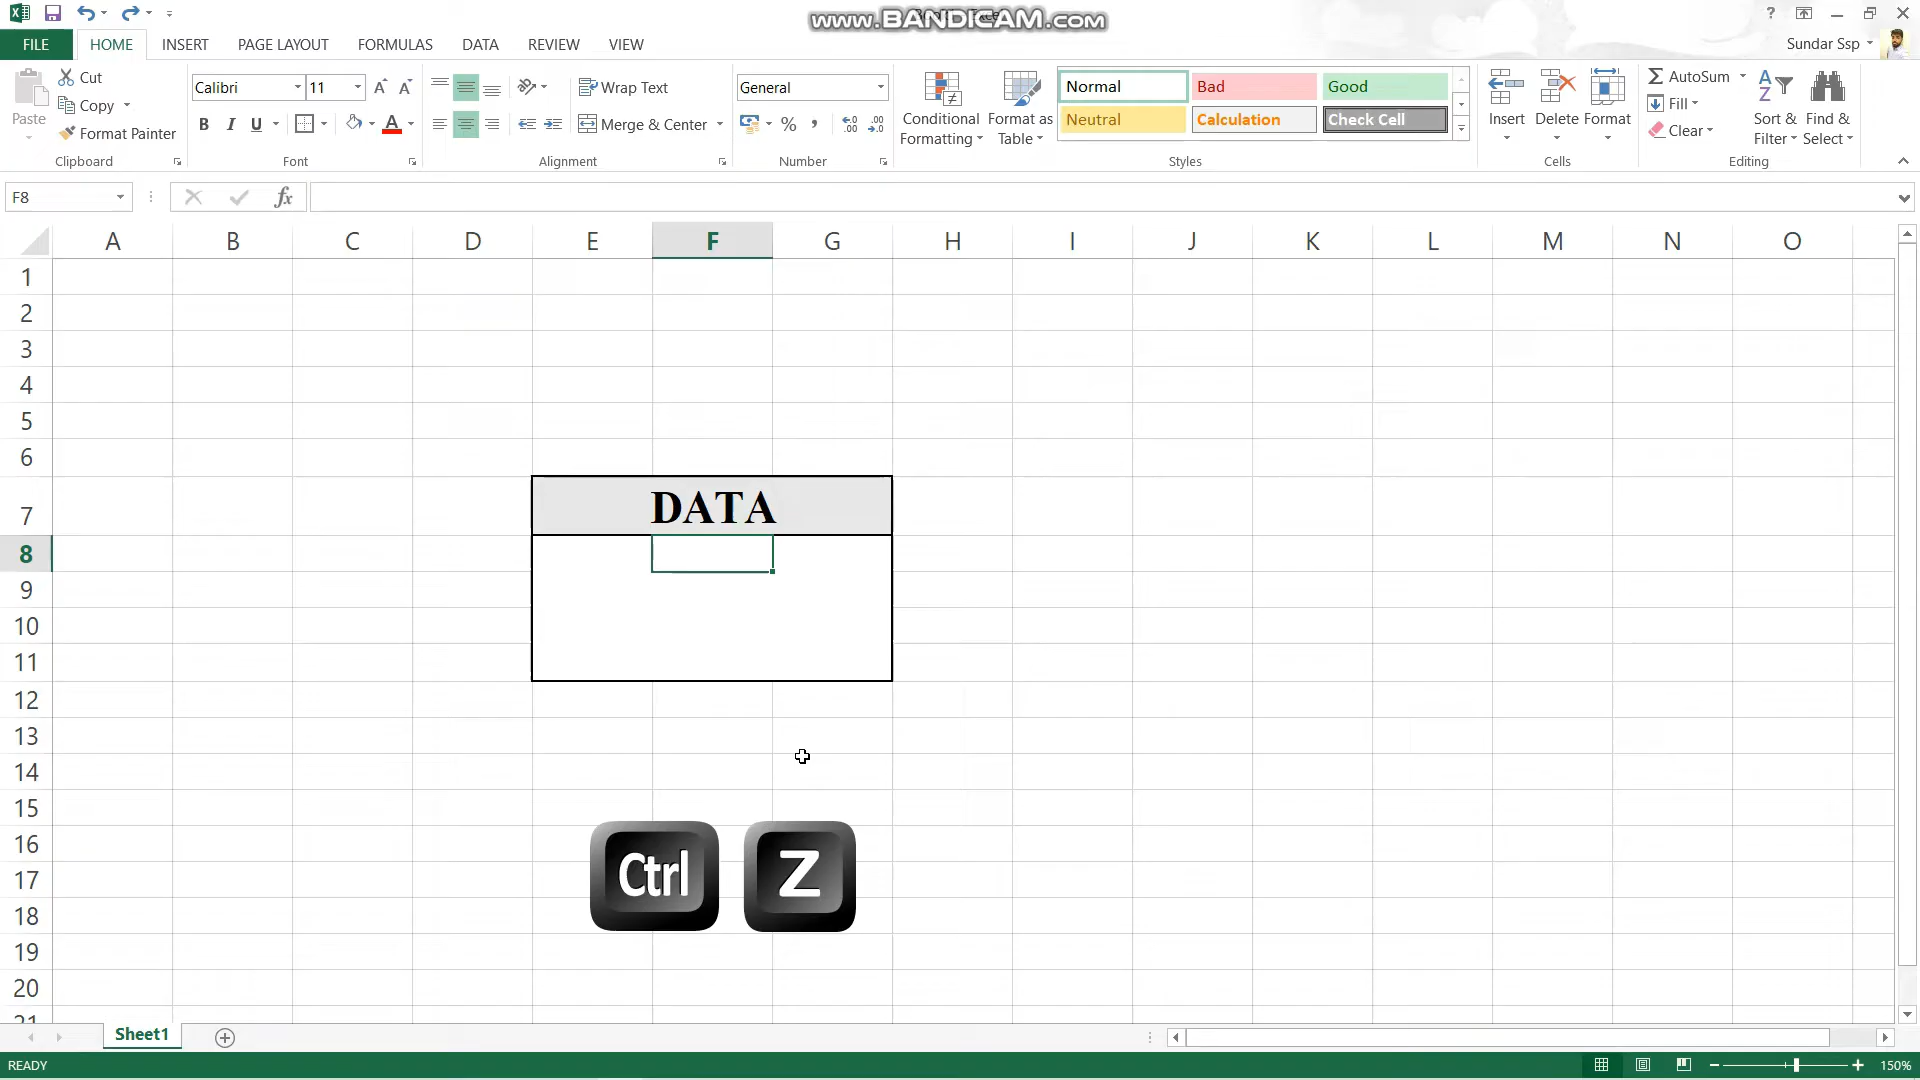 www.BANDICAM.com
FILE HOME INSERT PAGE LAYOUT FORMULAS DATA REVIEW VIEW
Sundar Ssp
Paste
Cut
Copy
Format Painter
Clipboard
Calibri 11
B I U
Font
Wrap Text
Merge & Center
Alignment
General
% ,
Number
Conditional Formatting
Format as Table
Normal Bad Good
Neutral Calculation Check Cell
Styles
Insert Delete Format
Cells
AutoSum
Fill
Clear
Sort & Filter
Find & Select
Editing
F8
fx
A B C D E F G H I J K L M N O
1
2
3
4
5
6
7
DATA
8
9
10
11
12
13
14
15
16
17
18
19
20
21
Ctrl Z
Sheet1
READY
150%